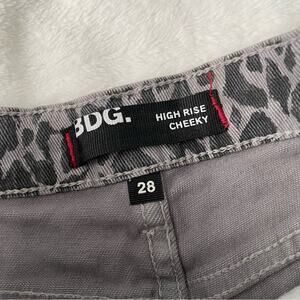 BDG.
HIGH RISE
CHEEKY
28